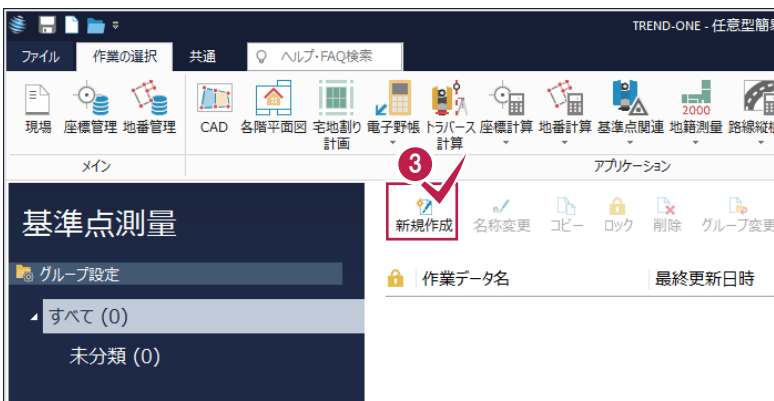 TREND-ONE - 任意型簡易
ファイル 作業の選択 共通 ヘルプ・FAQ検索
現場 座標管理 地番管理 CAD 各階平面図 宅地割り計画 電子野帳 トラバース計算 座標計算 地番計算 基準点関連 2000 地籍測量
メイン アプリケーション
3
基準点測量
新規作成 名称変更 コピー ロック 削除 グループ変更
グループ設定
作業データ名 最終更新日時
すべて (0)
未分類 (0)